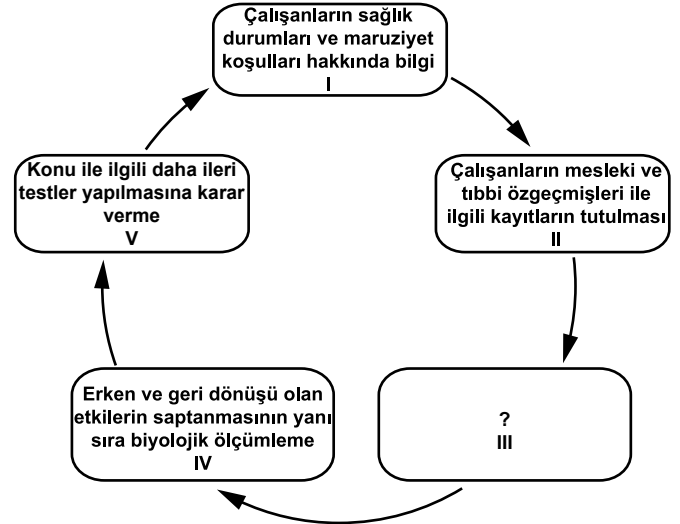 Çalışanların sağlık
durumları ve maruziyet
koşulları hakkında bilgi
I
Çalışanların mesleki ve
tıbbi özgeçmişleri ile
ilgili kayıtların tutulması
II
?
III
Erken ve geri dönüşü olan
etkilerin saptanmasının yanı
sıra biyolojik ölçümleme
IV
Konu ile ilgili daha ileri
testler yapılmasına karar
verme
V